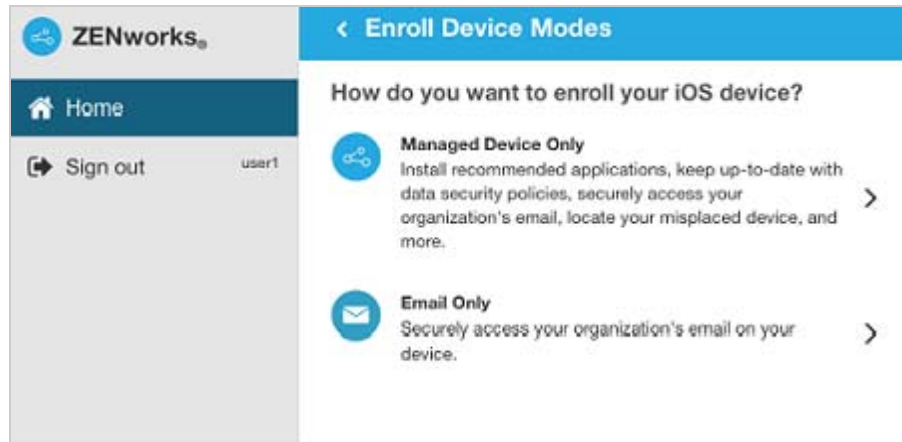 ZENworks®
Home
Sign out
user1
Enroll Device Modes
How do you want to enroll your iOS device?
Managed Device Only
Install recommended applications, keep up-to-date with
data security policies, securely access your
organization's email, locate your misplaced device, and
more.
Email Only
Securely access your organization's email on your
device.